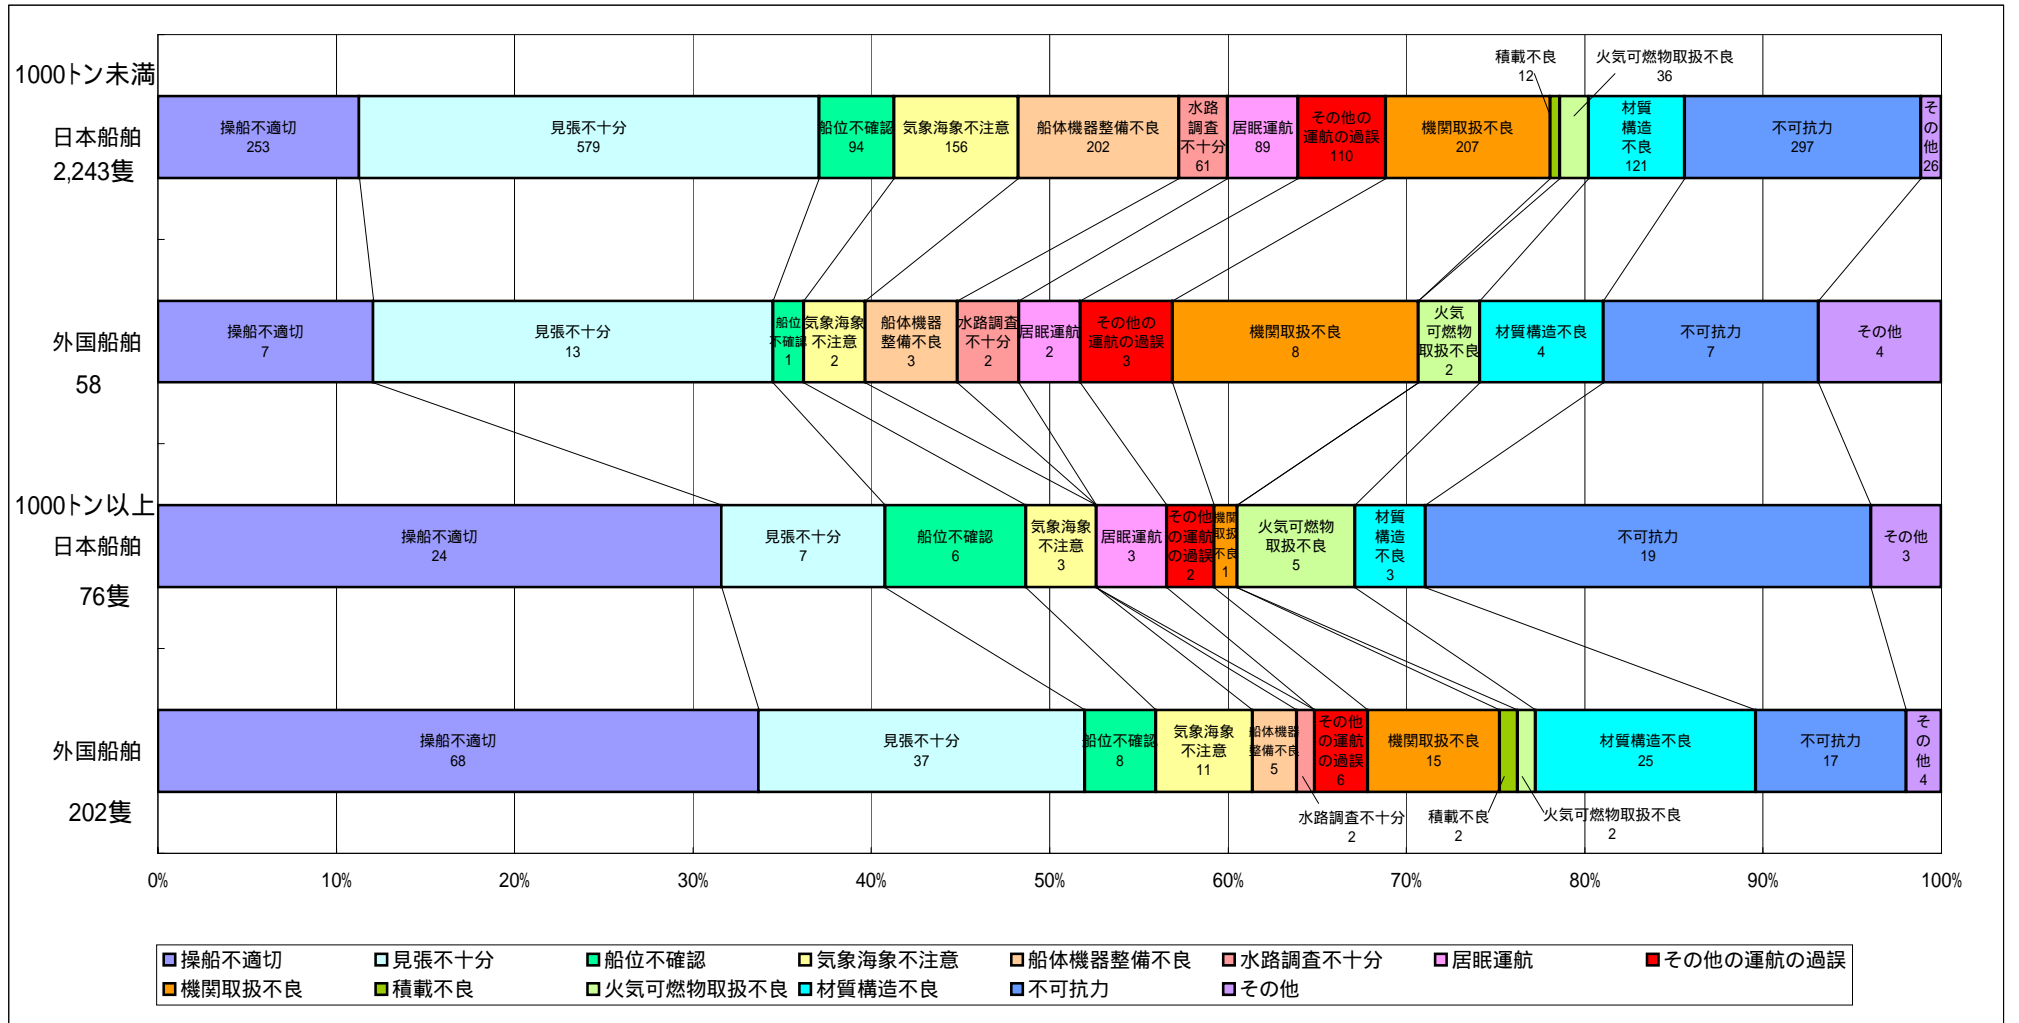 1000トン未満
日本船舶
2,243隻
操船不適切
253
見張不十分
579
船位不確認
94
気象海象不注意
156
船体機器整備不良
202
水路
調査
不十分
61
居眠運航
89
その他の
運航の過誤
110
機関取扱不良
207
積載不良
12
火気可燃物取扱不良
36
材質
構造
不良
121
不可抗力
297
そ
の
他
26
外国船舶
58
操船不適切
7
見張不十分
13
船位
不確認
1
気象海象
不注意
2
船体機器
整備不良
3
水路調査
不十分
2
居眠運航
2
その他の
運航の過誤
3
機関取扱不良
8
火気
可燃物
取扱不良
2
材質構造不良
4
不可抗力
7
その他
4
1000トン以上
日本船舶
76隻
操船不適切
24
見張不十分
7
船位不確認
6
気象海象
不注意
3
居眠運航
3
その他
の運航
の過誤
2
機関
取扱
不良
1
火気可燃物
取扱不良
5
材質
構造
不良
3
不可抗力
19
その他
3
外国船舶
202隻
操船不適切
68
見張不十分
37
船位不確認
8
気象海象
不注意
11
船体機器
整備不良
5
水路調査不十分
2
その他
の運航
の過誤
6
機関取扱不良
15
積載不良
2
火気可燃物取扱不良
2
材質構造不良
25
不可抗力
17
そ
の
他
4
0% 10% 20% 30% 40% 50% 60% 70% 80% 90% 100%
操船不適切 見張不十分 船位不確認 気象海象不注意 船体機器整備不良 水路調査不十分 居眠運航 その他の運航の過誤
機関取扱不良 積載不良 火気可燃物取扱不良 材質構造不良 不可抗力 その他